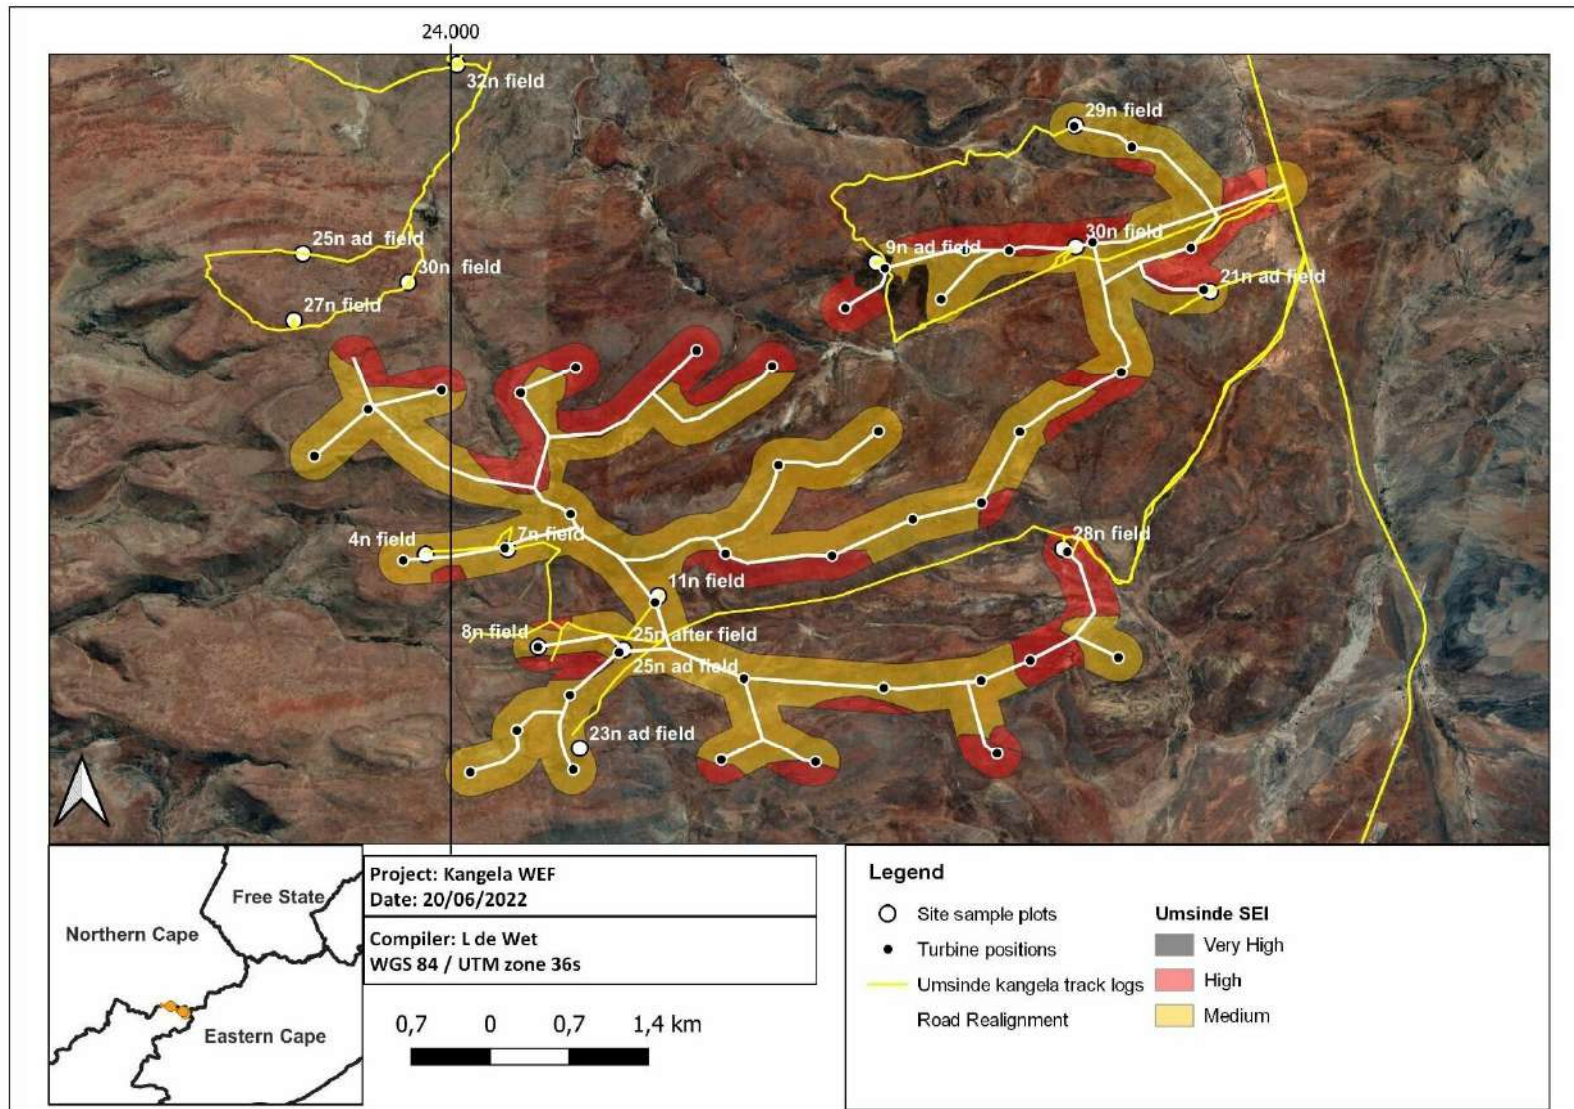 24.000
32n field
29n field
25n ad  field
9n ad field
30n field
30n  field
21n ad field
27n field
4n field
7n field
28n field
11n field
8n field
25n after field
25n ad field
23n ad field
Northern Cape
Free State
Eastern Cape
Project: Kangela WEF
Date: 20/06/2022
Compiler: L de Wet
WGS 84 / UTM zone 36s
0,7 0 0,7 1,4 km
Legend
Site sample plots
Turbine positions
Umsinde kangela track logs
Road Realignment
Umsinde SEI
Very High
High
Medium